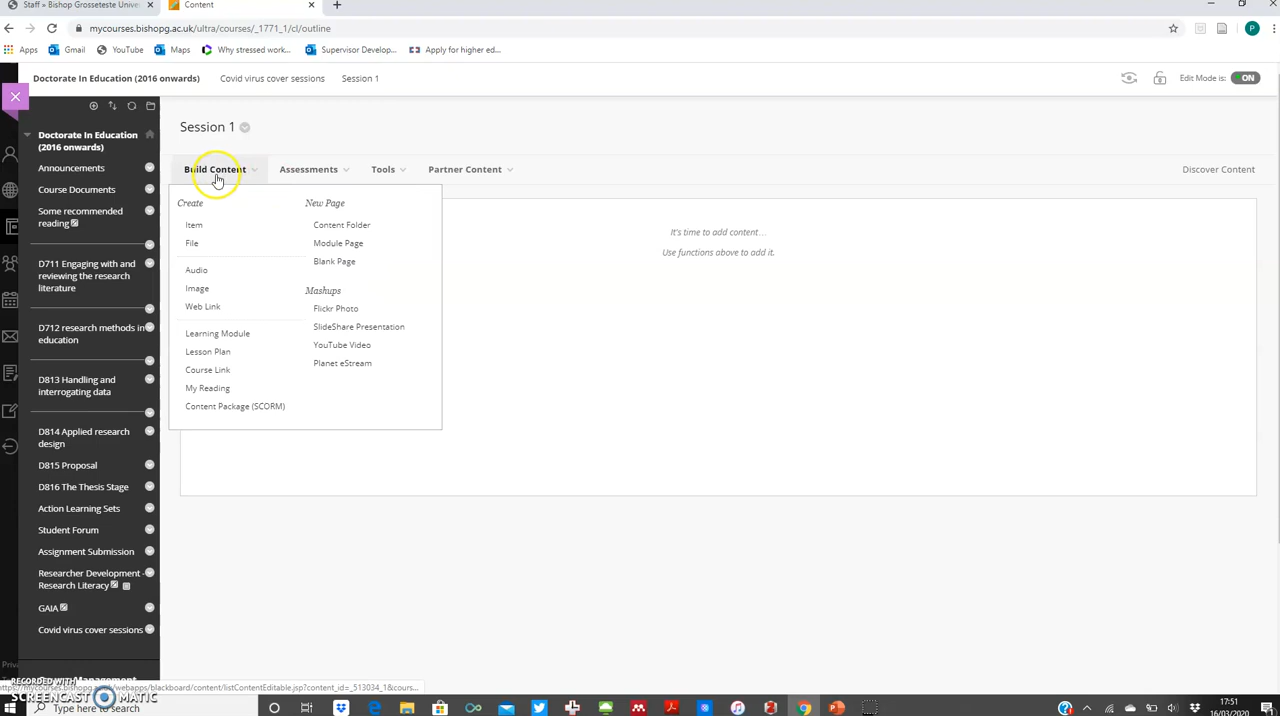 Staff » Bishop Grosseteste Unive
Content
mycourses.bishopg.ac.uk/ultra/courses/_1771_1/cl/outline
P
Apps
Gmail
YouTube
Maps
Why stressed work...
Supervisor Develop...
Apply for higher ed...
Doctorate In Education (2016 onwards)
Covid virus cover sessions
Session 1
Edit Mode is:
ON
Session 1
Build Content
Assessments
Tools
Partner Content
Discover Content
Create
Item
File
Audio
Image
Web Link
Learning Module
Lesson Plan
Course Link
My Reading
Content Package (SCORM)
New Page
Content Folder
Module Page
Blank Page
Mashups
Flickr Photo
SlideShare Presentation
YouTube Video
Planet eStream
It's time to add content...
Use functions above to add it.
Doctorate In Education
(2016 onwards)
Announcements
Course Documents
Some recommended
reading
D711 Engaging with and
reviewing the research
literature
D712 research methods in
education
D813 Handling and
interrogating data
D814 Applied research
design
D815 Proposal
D816 The Thesis Stage
Action Learning Sets
Student Forum
Assignment Submission
Researcher Development -
Research Literacy
GAIA
Covid virus cover sessions
RECORDED WITH
SCREENCAST MATIC
Type here to search
17:51
16/03/2020